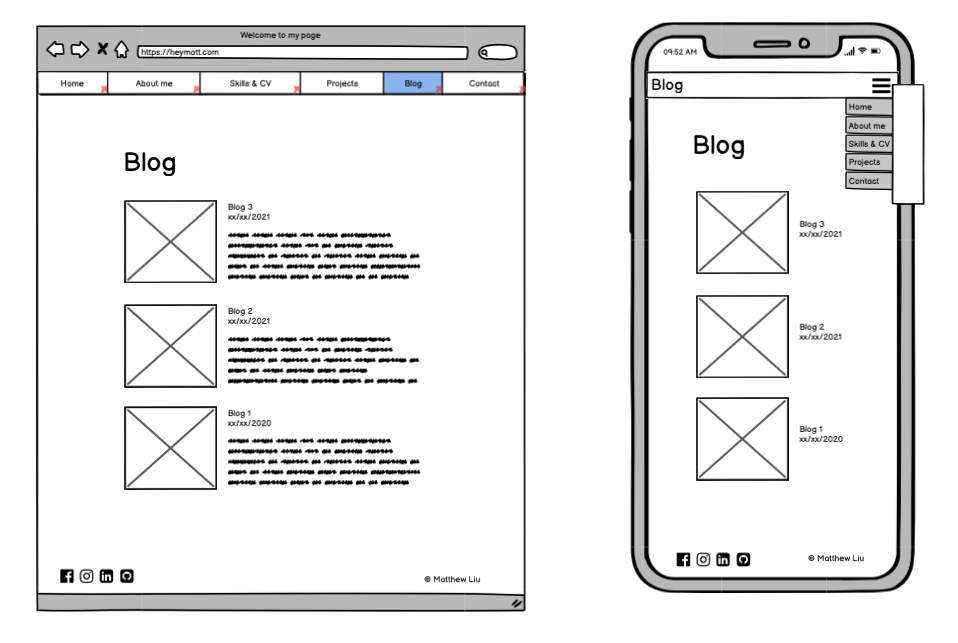 Welcome to my page
https://heymatt.com
Home About me Skills & CV Projects Blog Contact
Blog
Blog 3
xx/xx/2021
Blog 2
xx/xx/2021
Blog 1
xx/xx/2020
© Matthew Liu
09:52 AM
Blog
Home
About me
Skills & CV
Projects
Contact
Blog
Blog 3
xx/xx/2021
Blog 2
xx/xx/2021
Blog 1
xx/xx/2020
© Matthew Liu